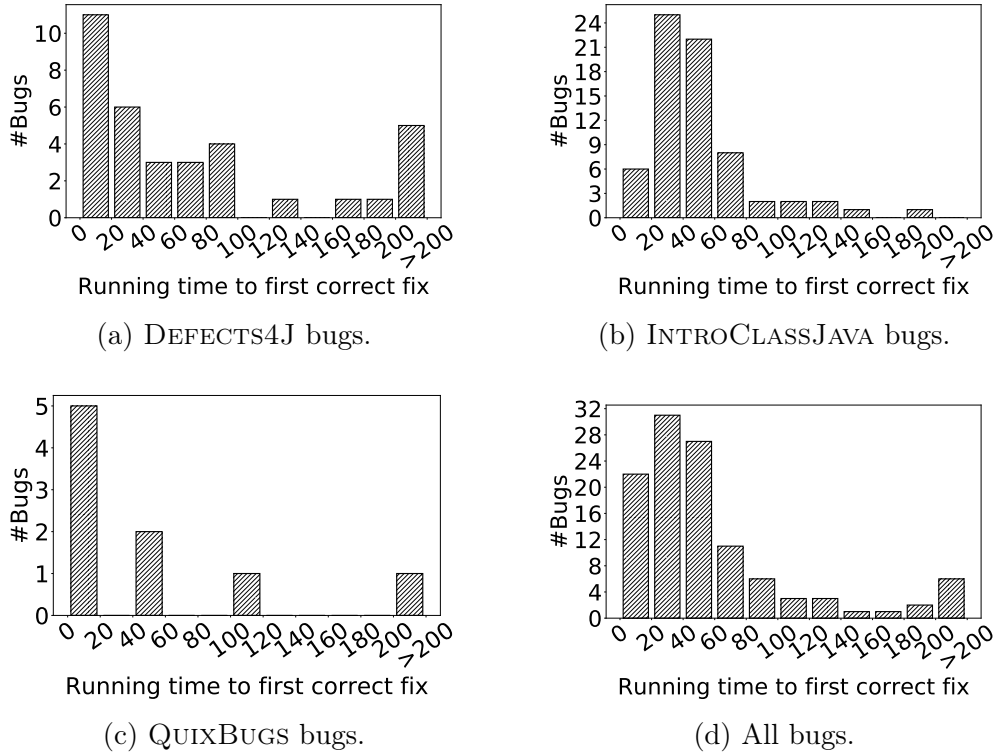 10
8
6
4
2
0
#Bugs
0 20 40 60 80 100 120 140 160 180 200 >200
Running time to first correct fix
(a) DEFECTS4J bugs.
24
21
18
15
12
9
6
3
0
#Bugs
0 20 40 60 80 100 120 140 160 180 200 >200
Running time to first correct fix
(b) INTROCLASSJAVA bugs.
5
4
3
2
1
0
#Bugs
0 20 40 60 80 100 120 140 160 180 200 >200
Running time to first correct fix
(c) QUIXBUGS bugs.
32
28
24
20
16
12
8
4
0
#Bugs
0 20 40 60 80 100 120 140 160 180 200 >200
Running time to first correct fix
(d) All bugs.